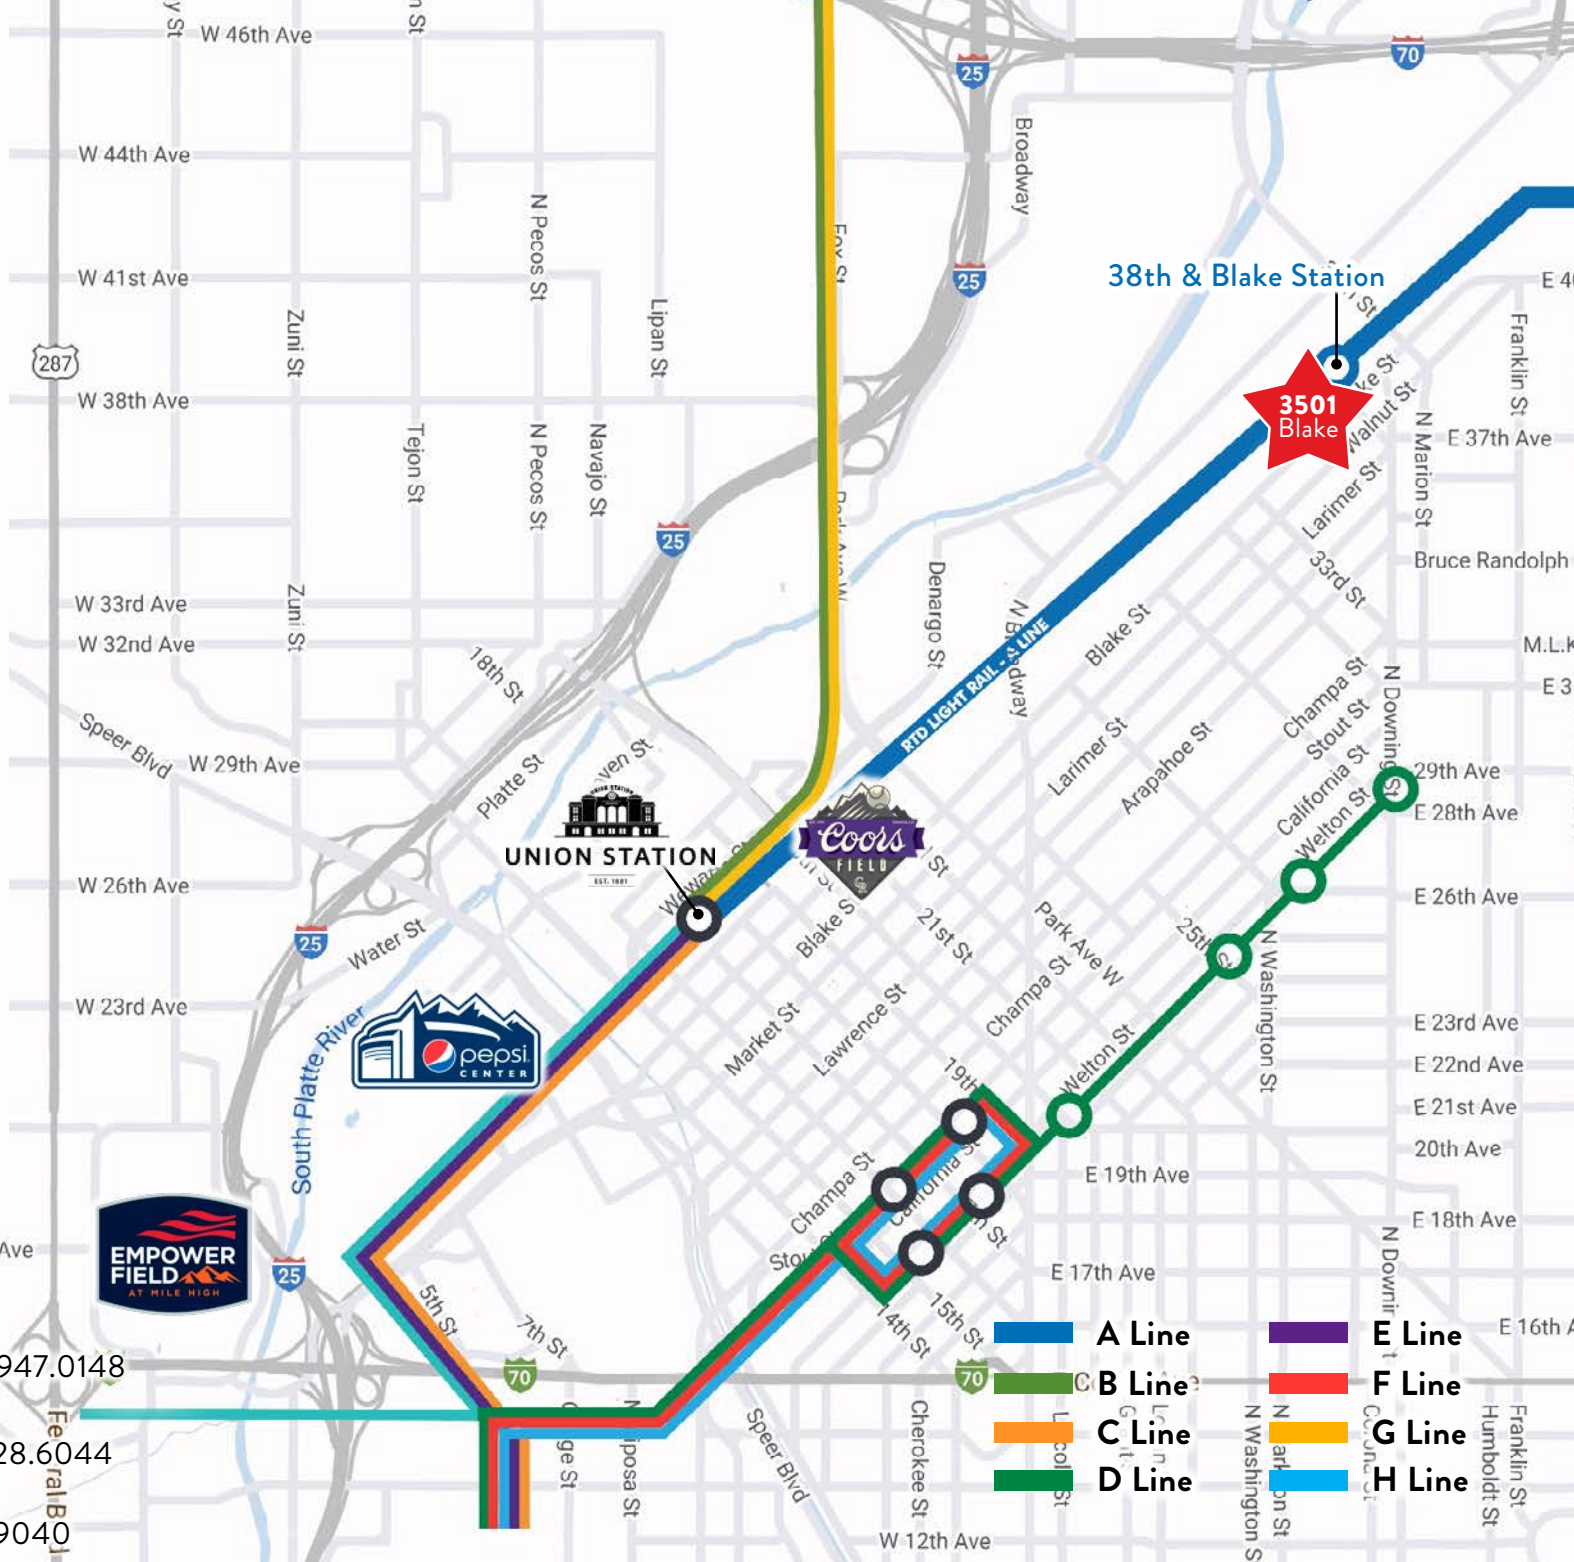 W 46th Ave
25
70
W 44th Ave
Broadway
N Pecos St
Fox St
W 41st Ave
25
38th & Blake Station
Zuni St
Lipan St
Franklin St
287
W 38th Ave
3501
Blake
Walnut St
Tejon St
N Pecos St
Navajo St
N Marion St
E 37th Ave
Larimer St
25
Bruce Randolph
33rd St
Denargo St
W 33rd Ave
Zuni St
W 32nd Ave
Blake St
18th St
RTD LIGHT RAIL - A LINE
Champa St
N Downing St
Stout St
Speer Blvd
W 29th Ave
Platte St
Larimer St
Arapahoe St
California St
29th Ave
Welton St
E 28th Ave
UNION STATION
UNION STATION
EST. 1881
Coors
FIELD
W 26th Ave
E 26th Ave
25
Water St
Blake S
21st St
Park Ave W
25th St
N Washington St
W 23rd Ave
South Platte River
pepsi
CENTER
Market St
Lawrence St
Champa St
E 23rd Ave
Welton St
E 22nd Ave
19th
E 21st Ave
20th Ave
Champa St
California St
E 19th Ave
E 18th Ave
EMPOWER
FIELD
AT MILE HIGH
Ave
25
E 17th Ave
5th St
7th St
14th St
15th St
E 16th A
947.0148
70
70
A Line
B Line
C Line
D Line
E Line
F Line
G Line
H Line
28.6044
9040
Speer Blvd
Cherokee St
N Washington S
Humboldt St
Franklin St
W 12th Ave